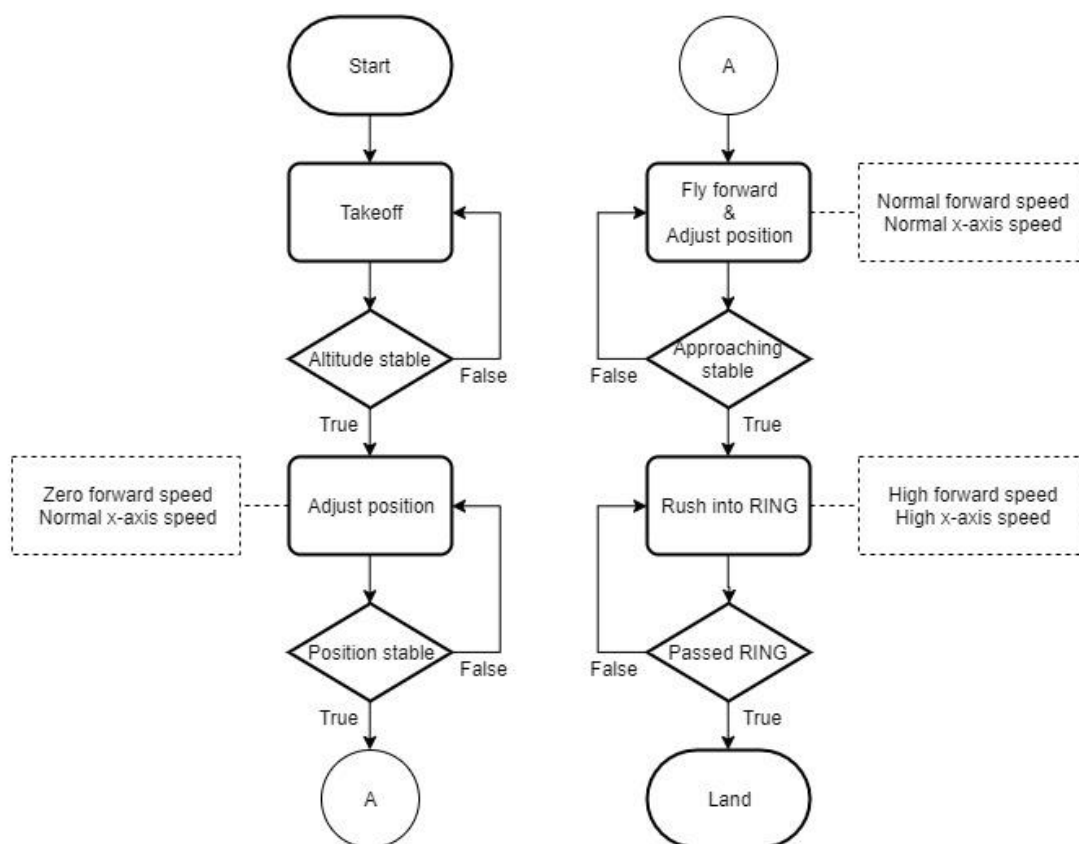 Start
Takeoff
Altitude stable
False
True
Zero forward speed
Normal x-axis speed
Adjust position
Position stable
False
True
A
A
Fly forward
&
Adjust position
Normal forward speed
Normal x-axis speed
Approaching
stable
False
True
Rush into RING
High forward speed
High x-axis speed
Passed RING
False
True
Land